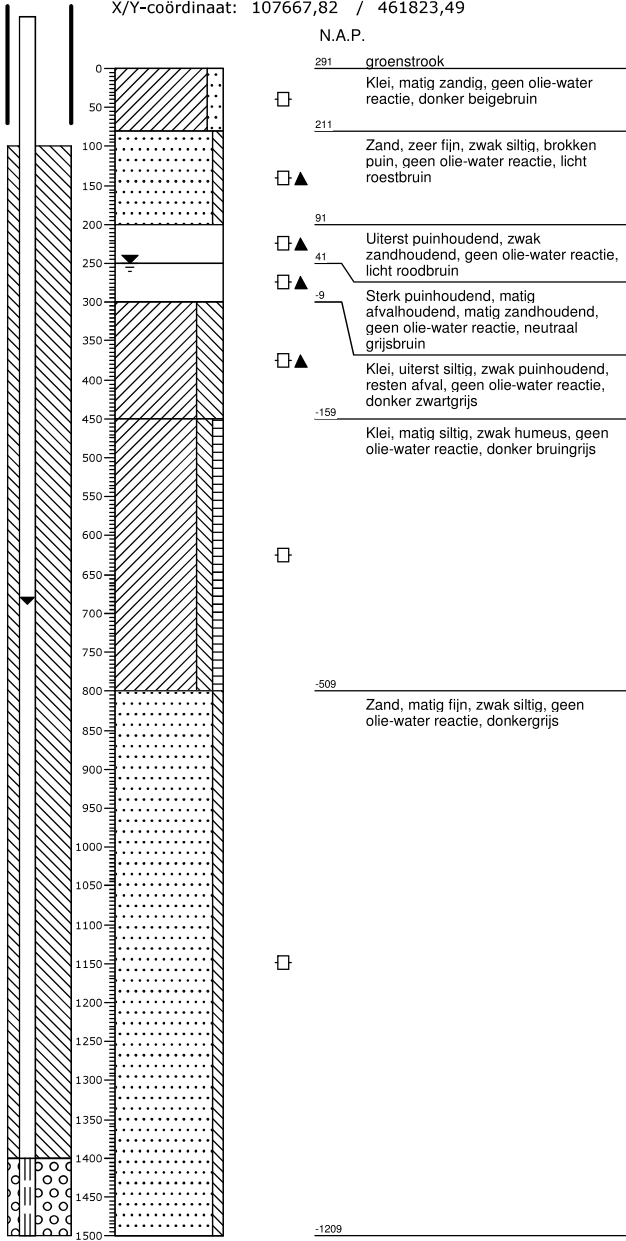 X/Y-coördinaat: 107667,82 / 461823,49
N.A.P.
291 groenstrook
Klei, matig zandig, geen olie-water
reactie, donker beigebruin
211
Zand, zeer fijn, zwak siltig, brokken
puin, geen olie-water reactie, licht
roestbruin
91
Uiterst puinhoudend, zwak
zandhoudend, geen olie-water reactie,
licht roodbruin
41
Sterk puinhoudend, matig
afvalhoudend, matig zandhoudend,
geen olie-water reactie, neutraal
grijsbruin
-9
Klei, uiterst siltig, zwak puinhoudend,
resten afval, geen olie-water reactie,
donker zwartgrijs
-159
Klei, matig siltig, zwak humeus, geen
olie-water reactie, donker bruingrijs
-509
Zand, matig fijn, zwak siltig, geen
olie-water reactie, donkergrijs
-1209
0
50
100
150
200
250
300
350
400
450
500
550
600
650
700
750
800
850
900
950
1000
1050
1100
1150
1200
1250
1300
1350
1400
1450
1500